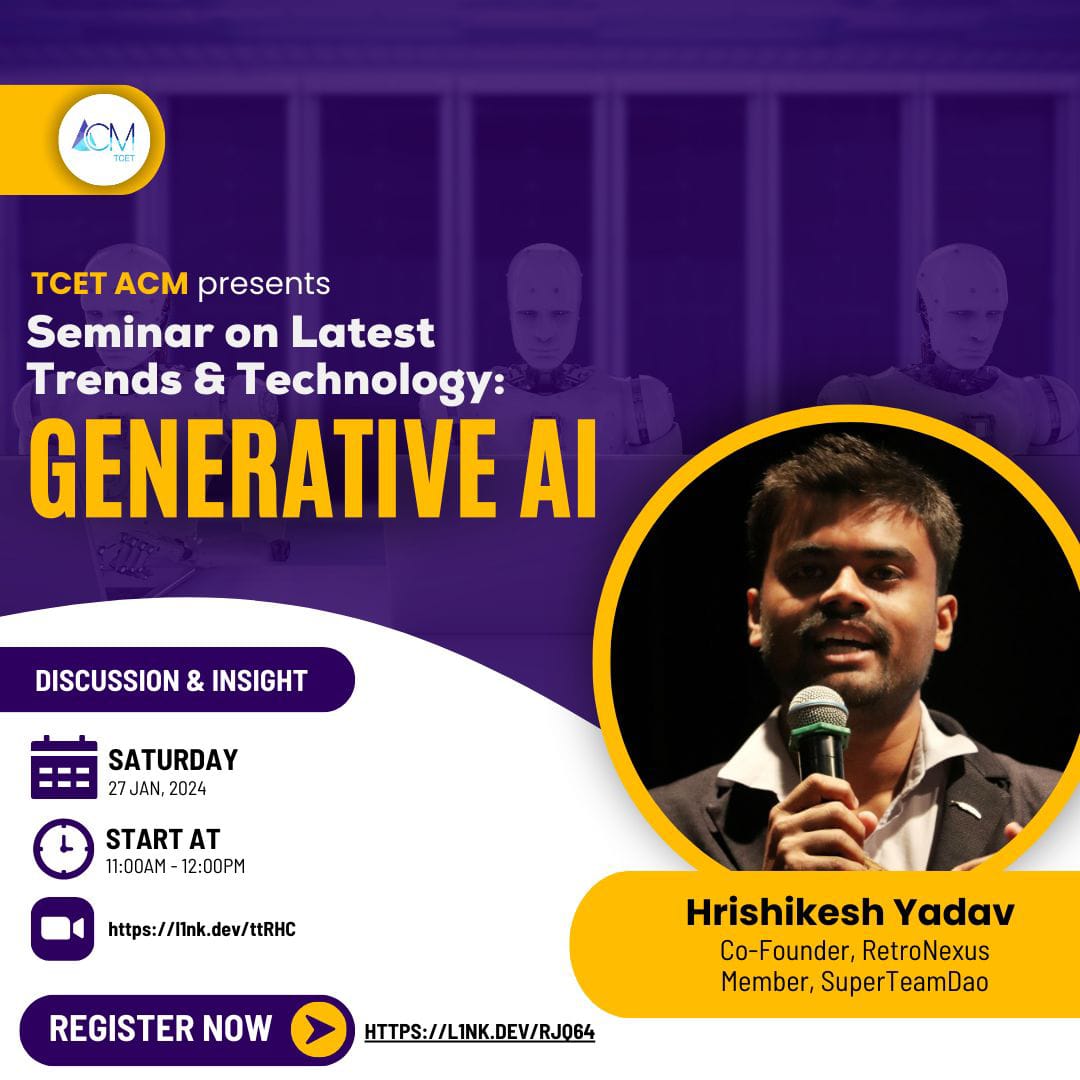 ACM
TCET
TCET ACM presents
Seminar on Latest
Trends & Technology:
GENERATIVE AI
DISCUSSION & INSIGHT
SATURDAY
27 JAN, 2024
START AT
11:00AM - 12:00PM
https://l1nk.dev/ttRHC
REGISTER NOW
HTTPS://L1NK.DEV/RJQ64
Hrishikesh Yadav
Co-Founder, RetroNexus
Member, SuperTeamDao